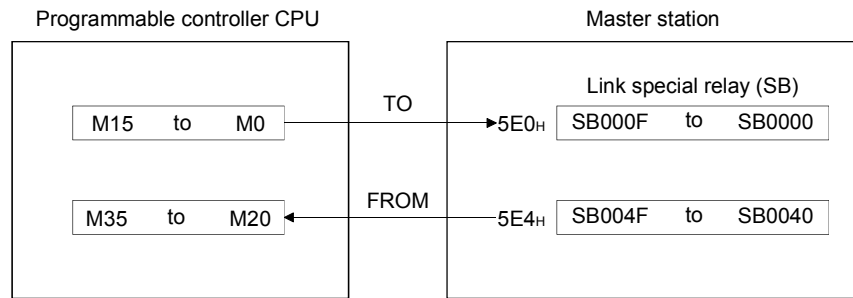 Programmable controller CPU
Master station
Link special relay (SB)
TO
M15 to M0
5E0H
SB000F to SB0000
FROM
M35 to M20
5E4H
SB004F to SB0040